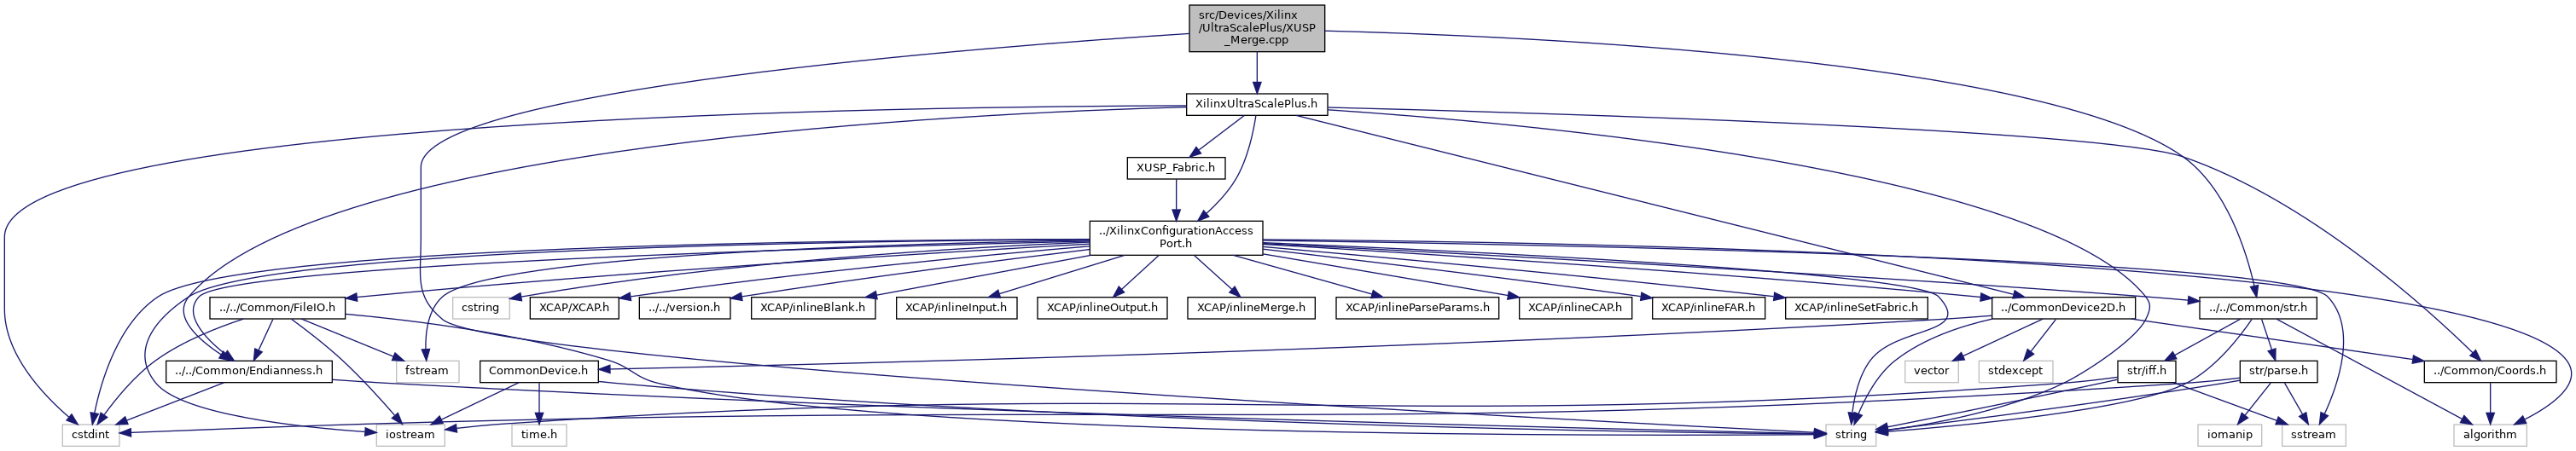 src/Devices/Xilinx
/UltraScalePlus/XUSP
_Merge.cpp
XilinxUltraScalePlus.h
XUSP_Fabric.h
../XilinxConfigurationAccess
Port.h
../../Common/FileIO.h
cstring
XCAP/XCAP.h
../../version.h
XCAP/inlineBlank.h
XCAP/inlineInput.h
XCAP/inlineOutput.h
XCAP/inlineMerge.h
XCAP/inlineParseParams.h
XCAP/inlineCAP.h
XCAP/inlineFAR.h
XCAP/inlineSetFabric.h
../CommonDevice2D.h
../../Common/str.h
../../Common/Endianness.h
fstream
CommonDevice.h
vector
stdexcept
str/iff.h
str/parse.h
../Common/Coords.h
cstdint
iostream
time.h
string
iomanip
sstream
algorithm